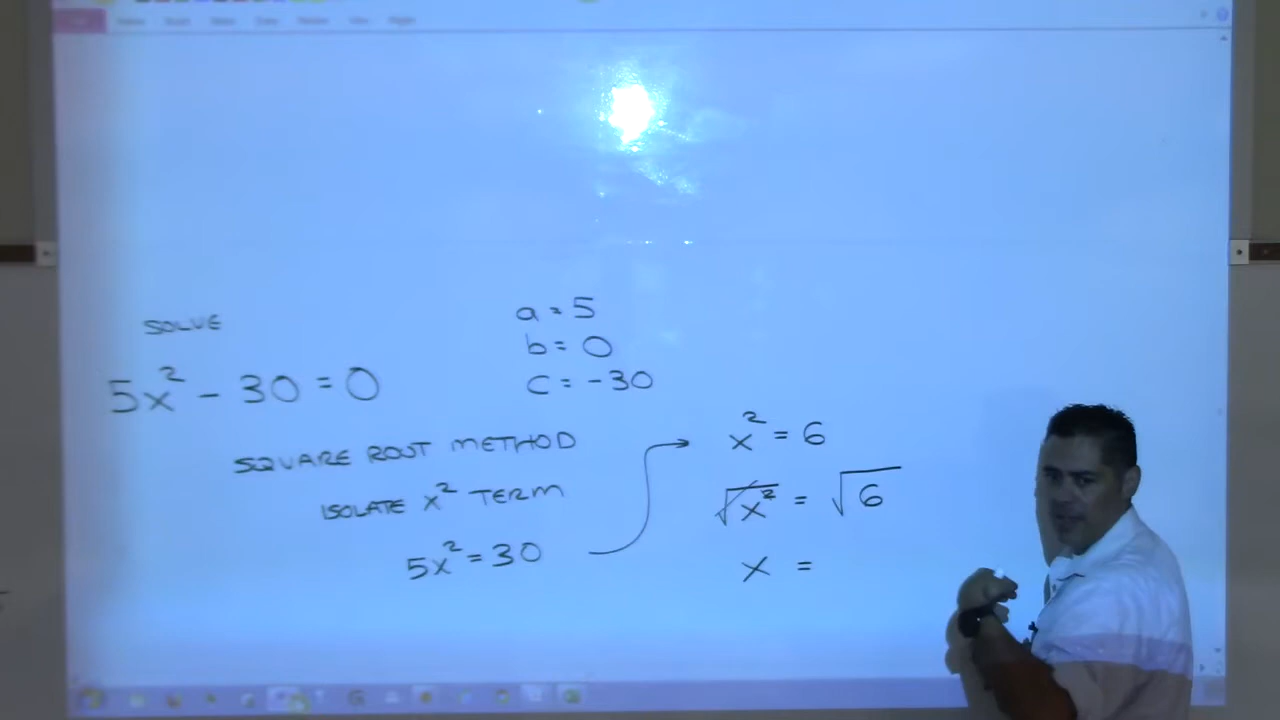 SOLVE
5x² - 30 = 0
a = 5
b = 0
c = -30
SQUARE ROOT METHOD
ISOLATE x² TERM
5x² = 30
x² = 6
√x² = √6
x =